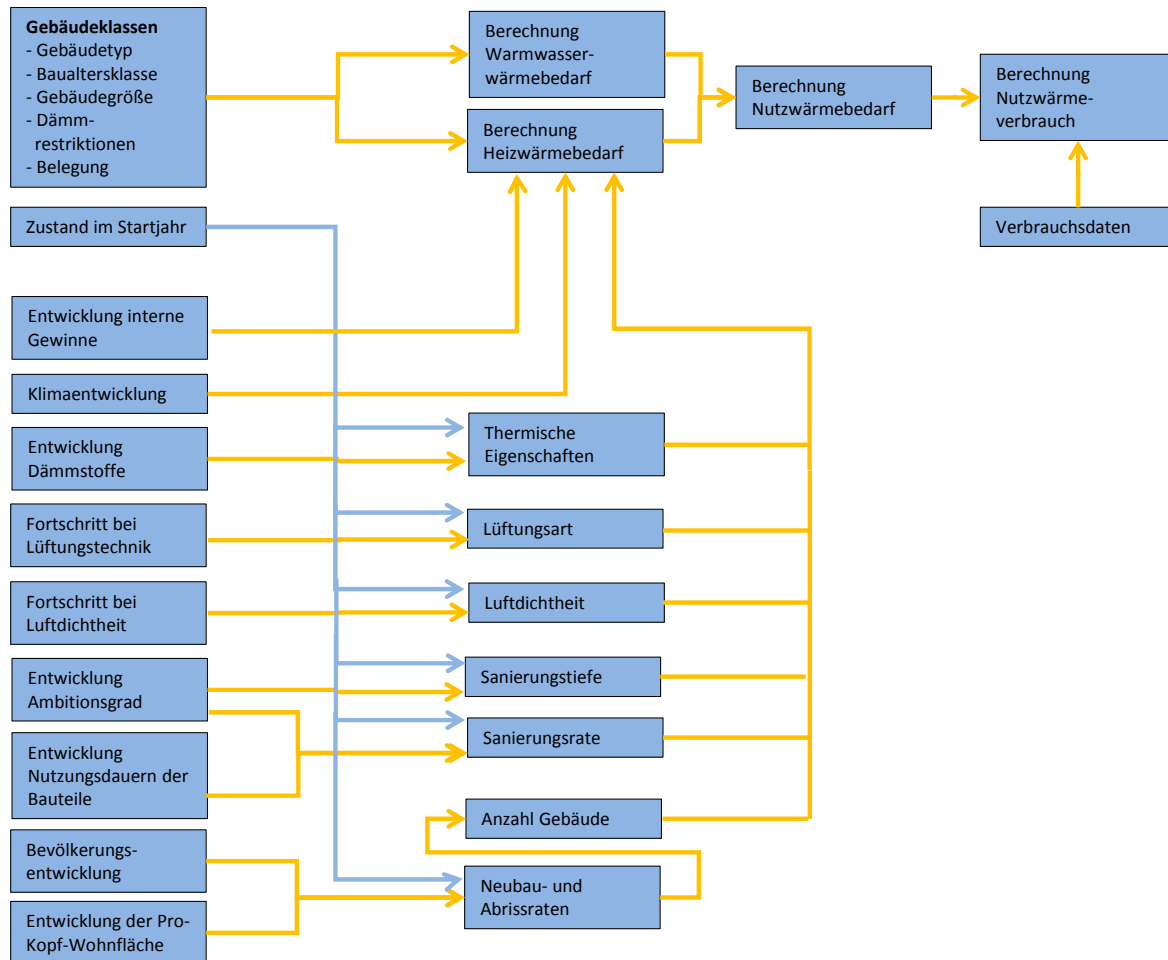 Gebäudeklassen
- Gebäudetyp
- Baualtersklasse
- Gebäudegröße
- Dämm-
restriktionen
- Belegung
Berechnung
Warmwasser-
wärmebedarf
Berechnung
Heizwärmebedarf
Berechnung
Nutzwärmebedarf
Berechnung
Nutzwärme-
verbrauch
Zustand im Startjahr
Verbrauchsdaten
Entwicklung interne
Gewinne
Klimaentwicklung
Entwicklung
Dämmstoffe
Thermische
Eigenschaften
Fortschritt bei
Lüftungstechnik
Lüftungsart
Fortschritt bei
Luftdichtheit
Luftdichtheit
Entwicklung
Ambitionsgrad
Sanierungstiefe
Entwicklung
Nutzungsdauern der
Bauteile
Sanierungsrate
Anzahl Gebäude
Bevölkerungs-
entwicklung
Neubau- und
Abrissraten
Entwicklung der Pro-
Kopf-Wohnfläche